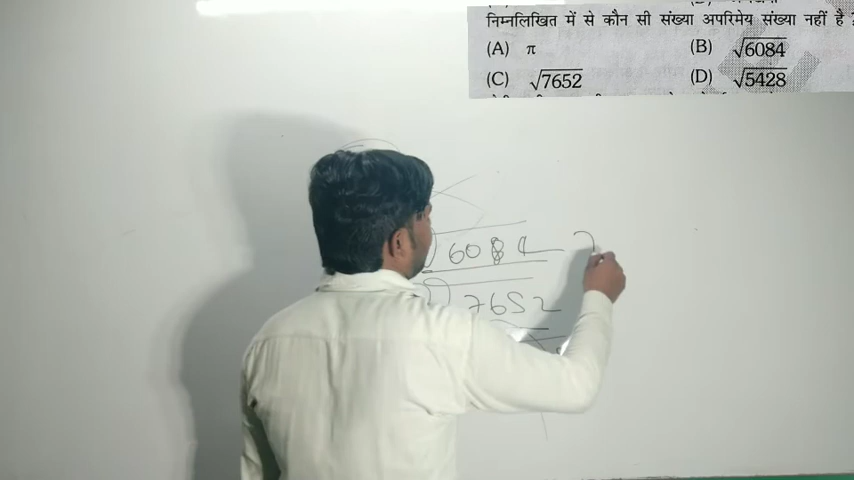 निम्नलिखित में से कौन सी संख्या अपरिमेय संख्या नहीं है ?
(A) π (B) √6084
(C) √7652 (D) √5428
6084
7652